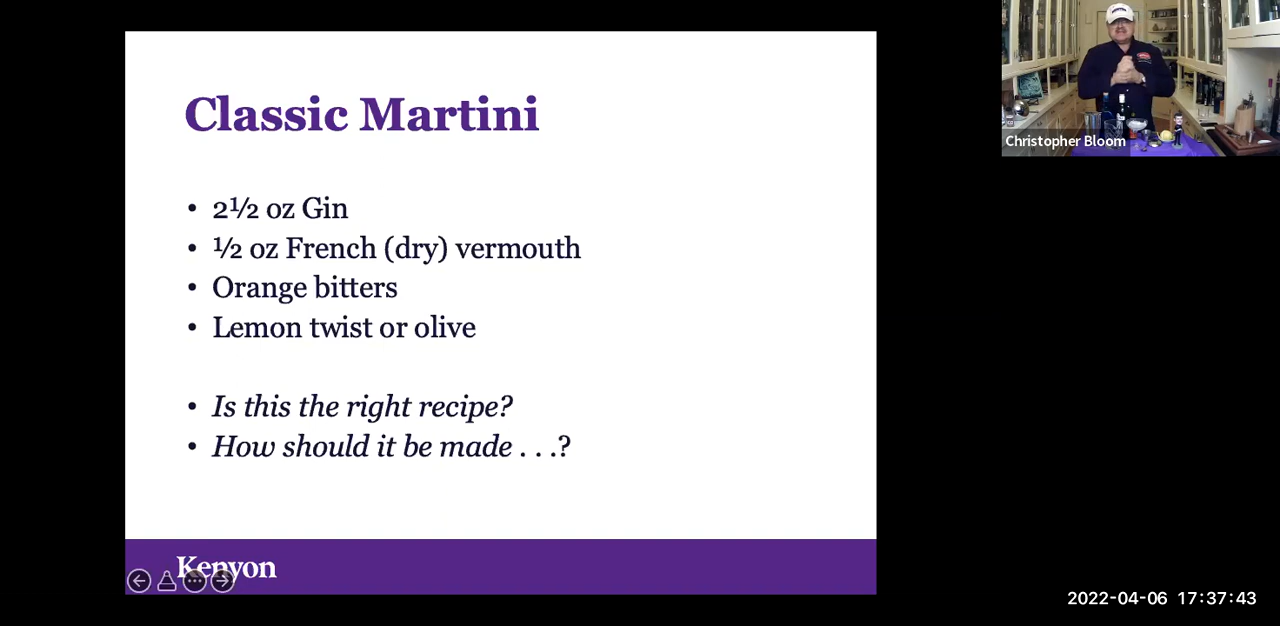 Classic Martini
• 2½ oz Gin
• ½ oz French (dry) vermouth
• Orange bitters
• Lemon twist or olive
• Is this the right recipe?
• How should it be made . . .?
Kenyon
Christopher Bloom
2022-04-06 17:37:43